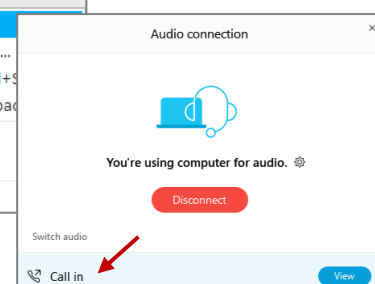 Audio connection
You're using computer for audio.
Disconnect
Switch audio
Call in
View